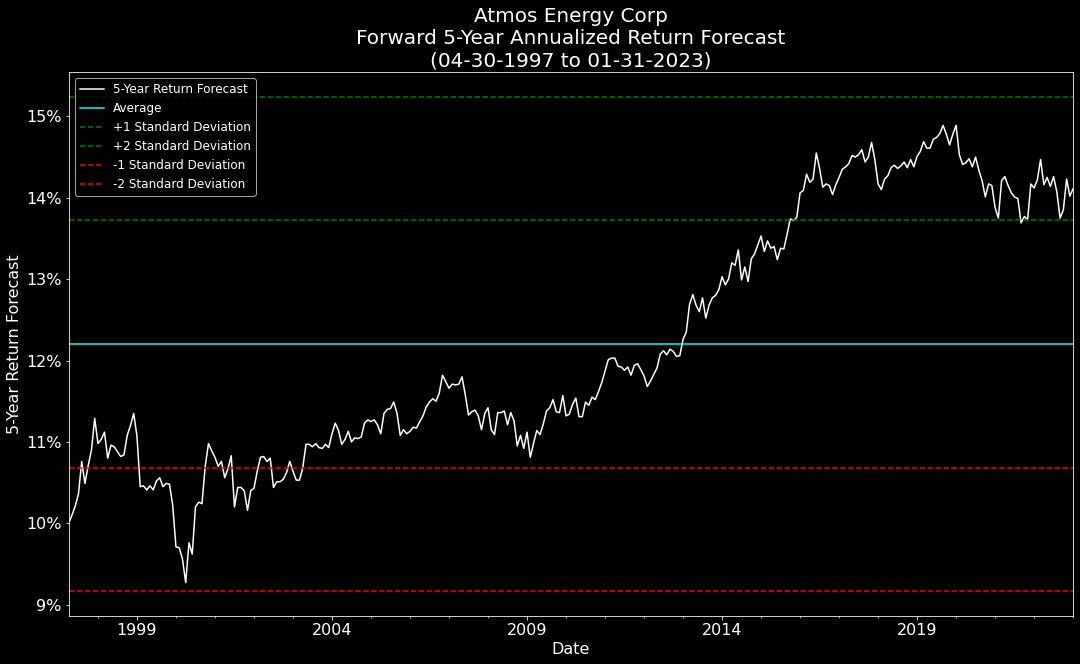 Atmos Energy Corp
Forward 5-Year Annualized Return Forecast
(04-30-1997 to 01-31-2023)
5-Year Return Forecast
Average
+1 Standard Deviation
+2 Standard Deviation
-1 Standard Deviation
-2 Standard Deviation
15%
14%
13%
12%
11%
10%
9%
5-Year Return Forecast
1999 2004 2009 2014 2019
Date